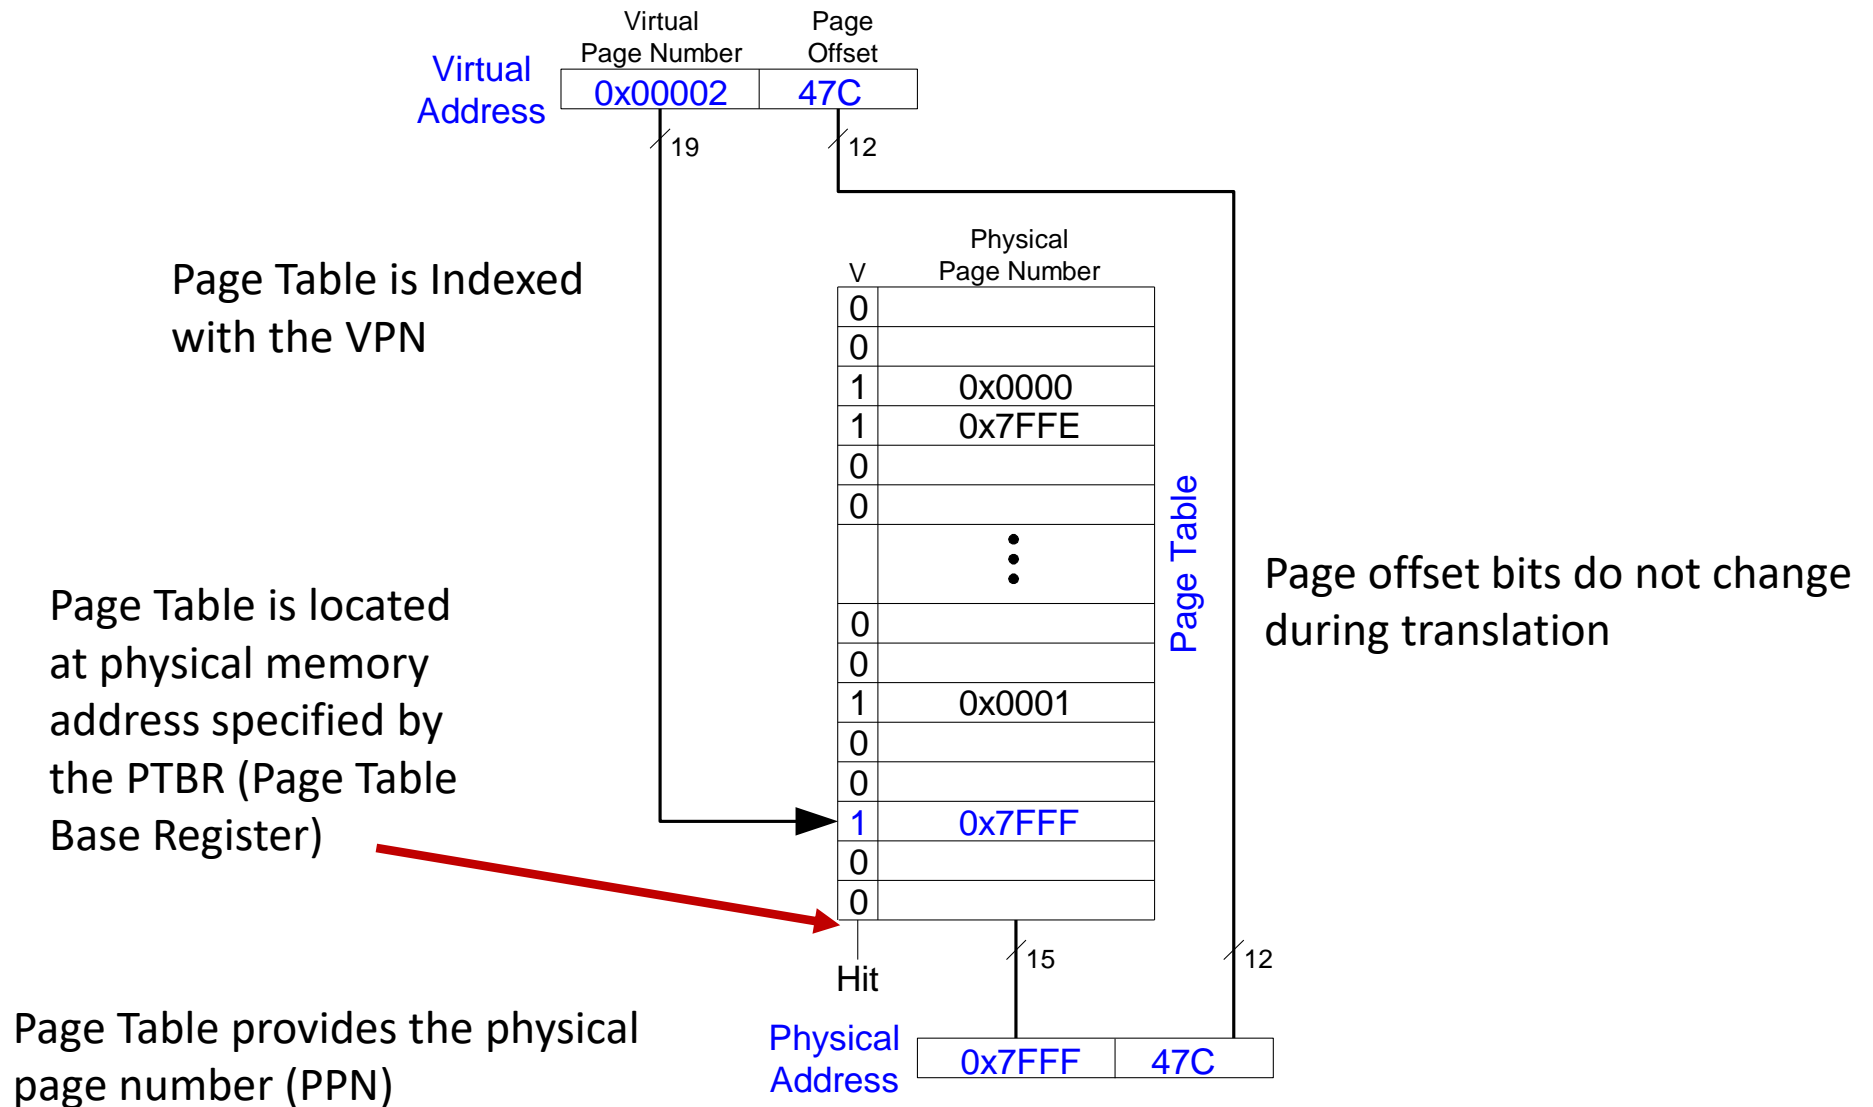 Virtual
Page Number
Page
Offset
Virtual
Address
0x00002
47C
19
12
Page Table is Indexed
with the VPN
V
Physical
Page Number
0
0
1
0x0000
1
0x7FFE
0
0
0
0
1
0x0001
0
0
1
0x7FFF
0
0
Page Table
Page offset bits do not change
during translation
Page Table is located
at physical memory
address specified by
the PTBR (Page Table
Base Register)
Hit
15
12
Page Table provides the physical
page number (PPN)
Physical
Address
0x7FFF
47C